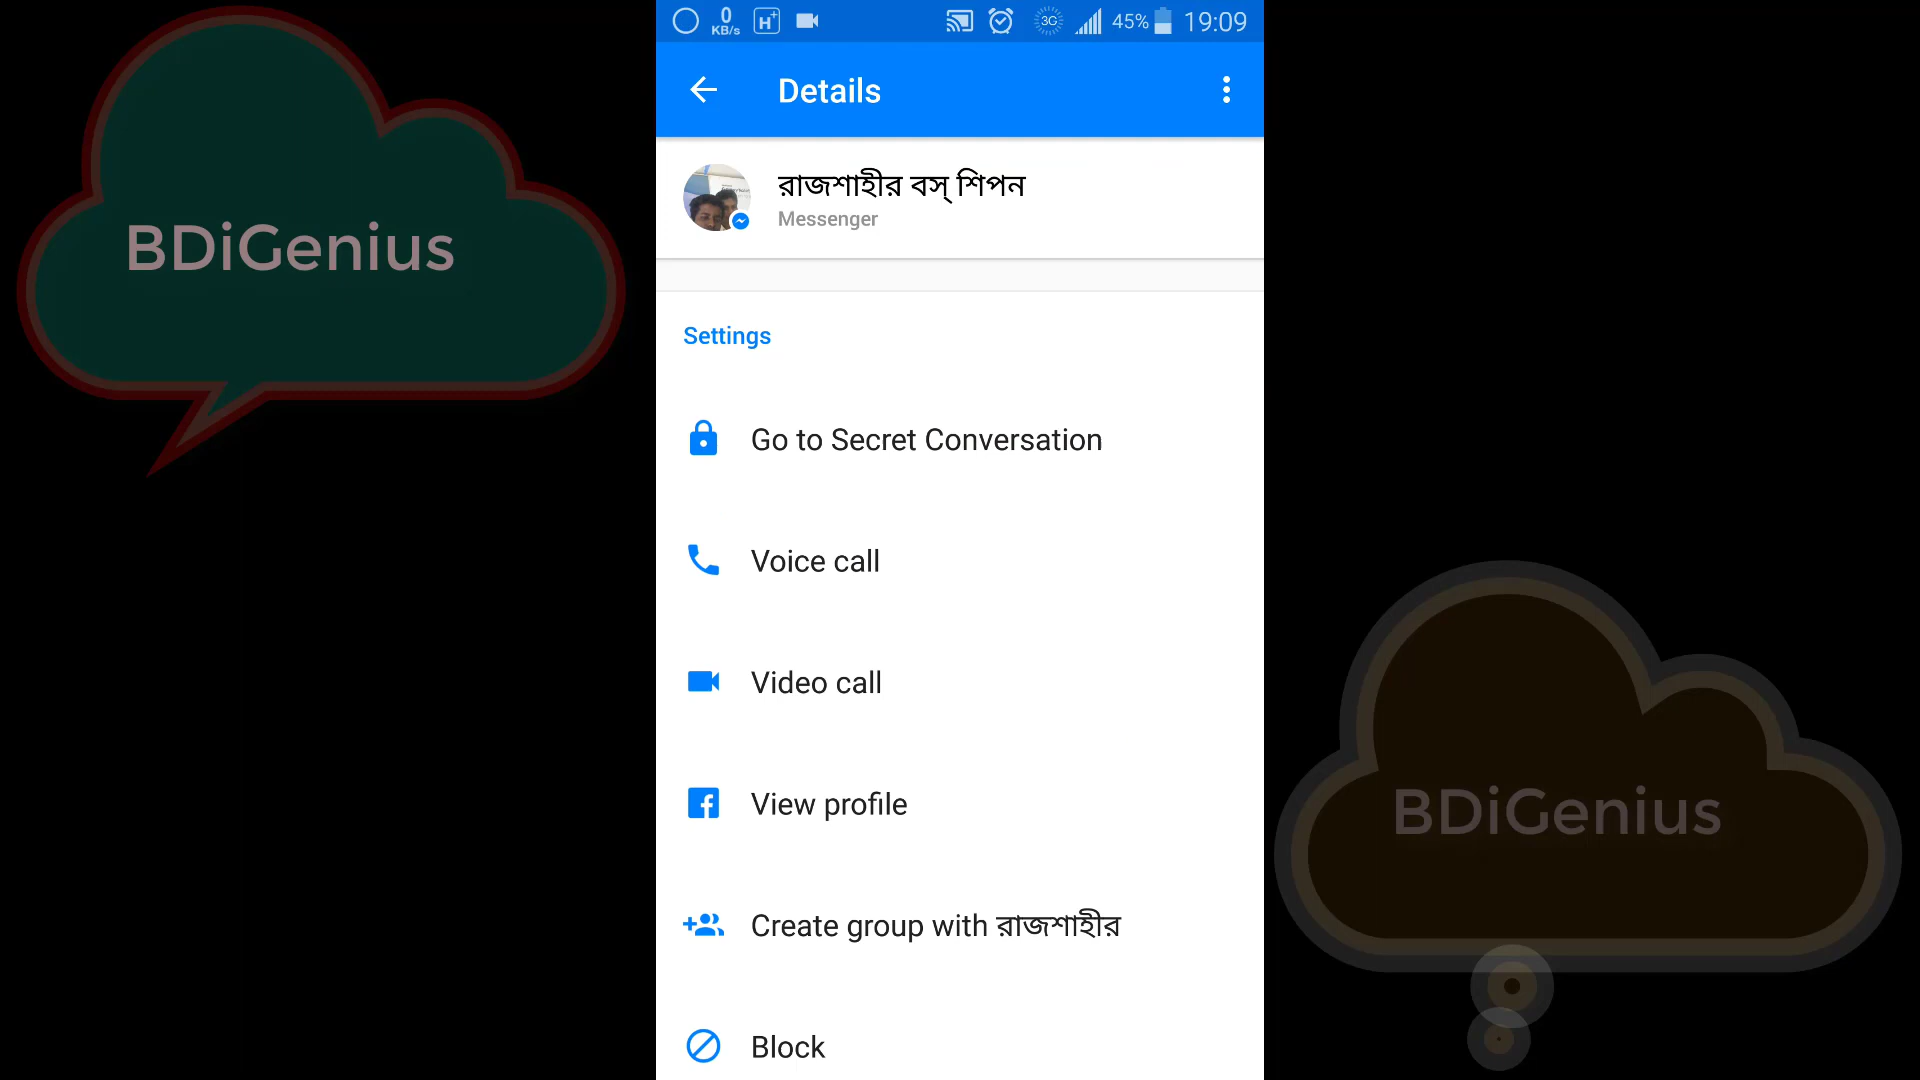 0
KB/s
H+
3G
45%
19:09
Details
রাজশাহীর বস্ শিপন
Messenger
BDiGenius
Settings
Go to Secret Conversation
Voice call
Video call
View profile
BDiGenius
Create group with রাজশাহীর
Block